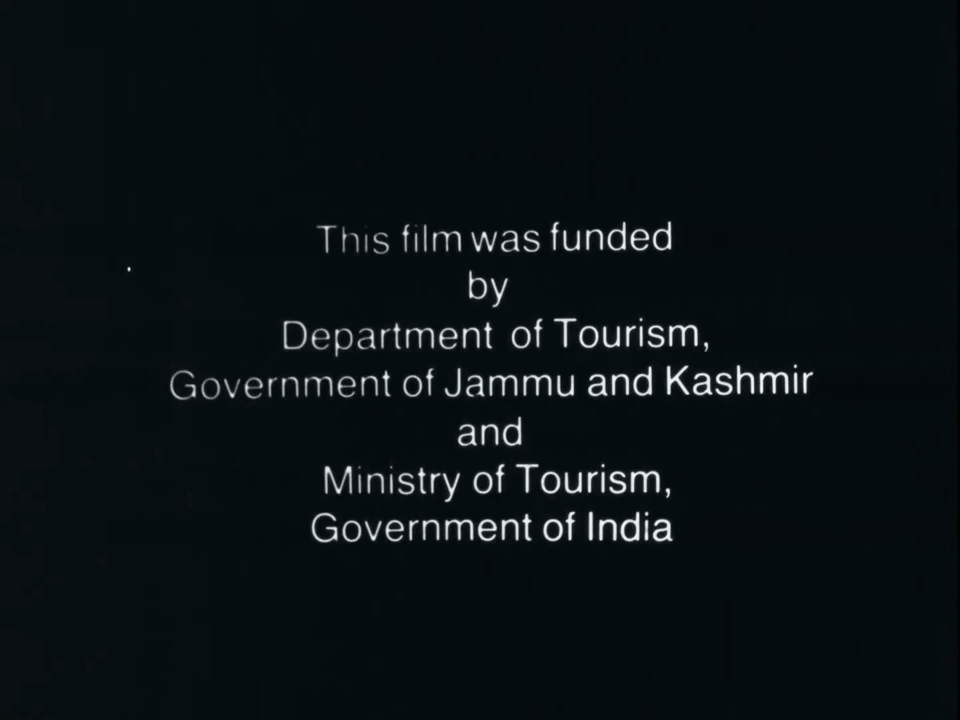 This film was funded
by
Department of Tourism,
Government of Jammu and Kashmir
and
Ministry of Tourism,
Government of India